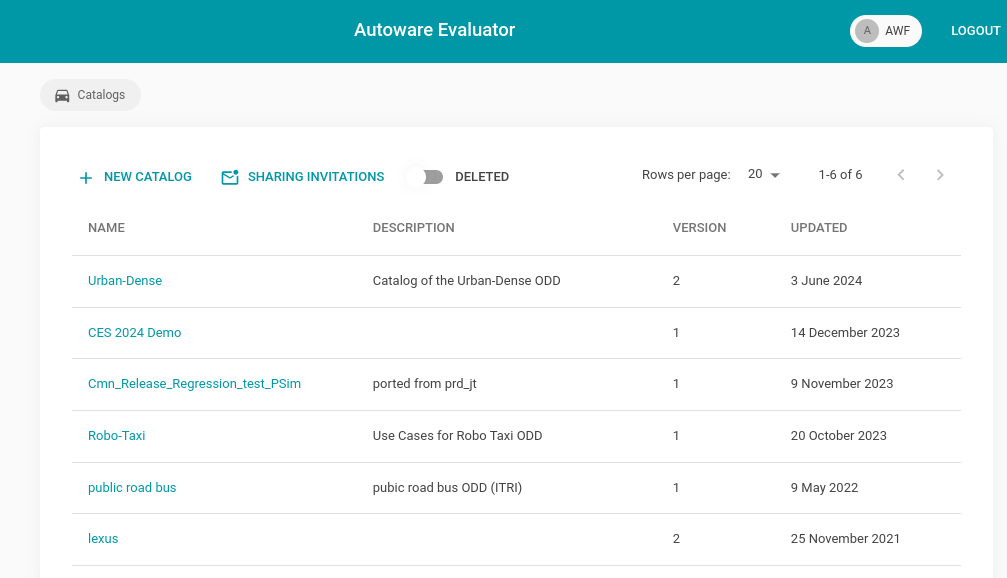 Autoware Evaluator
A AWF LOGOUT
Catalogs
NEW CATALOG SHARING INVITATIONS DELETED Rows per page: 20 1-6 of 6
NAME DESCRIPTION VERSION UPDATED
Urban-Dense Catalog of the Urban-Dense ODD 2 3 June 2024
CES 2024 Demo 1 14 December 2023
Cmn_Release_Regression_test_PSim ported from prd_jt 1 9 November 2023
Robo-Taxi Use Cases for Robo Taxi ODD 1 20 October 2023
public road bus pubic road bus ODD (ITRI) 1 9 May 2022
lexus 2 25 November 2021